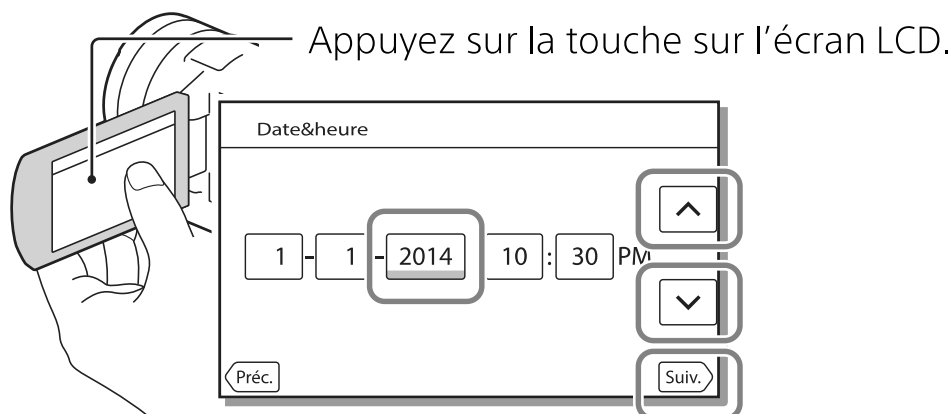 Appuyez sur la touche sur l’écran LCD.
Date&heure
1 - 1 - 2014 10 : 30 PM
Préc. Suiv.